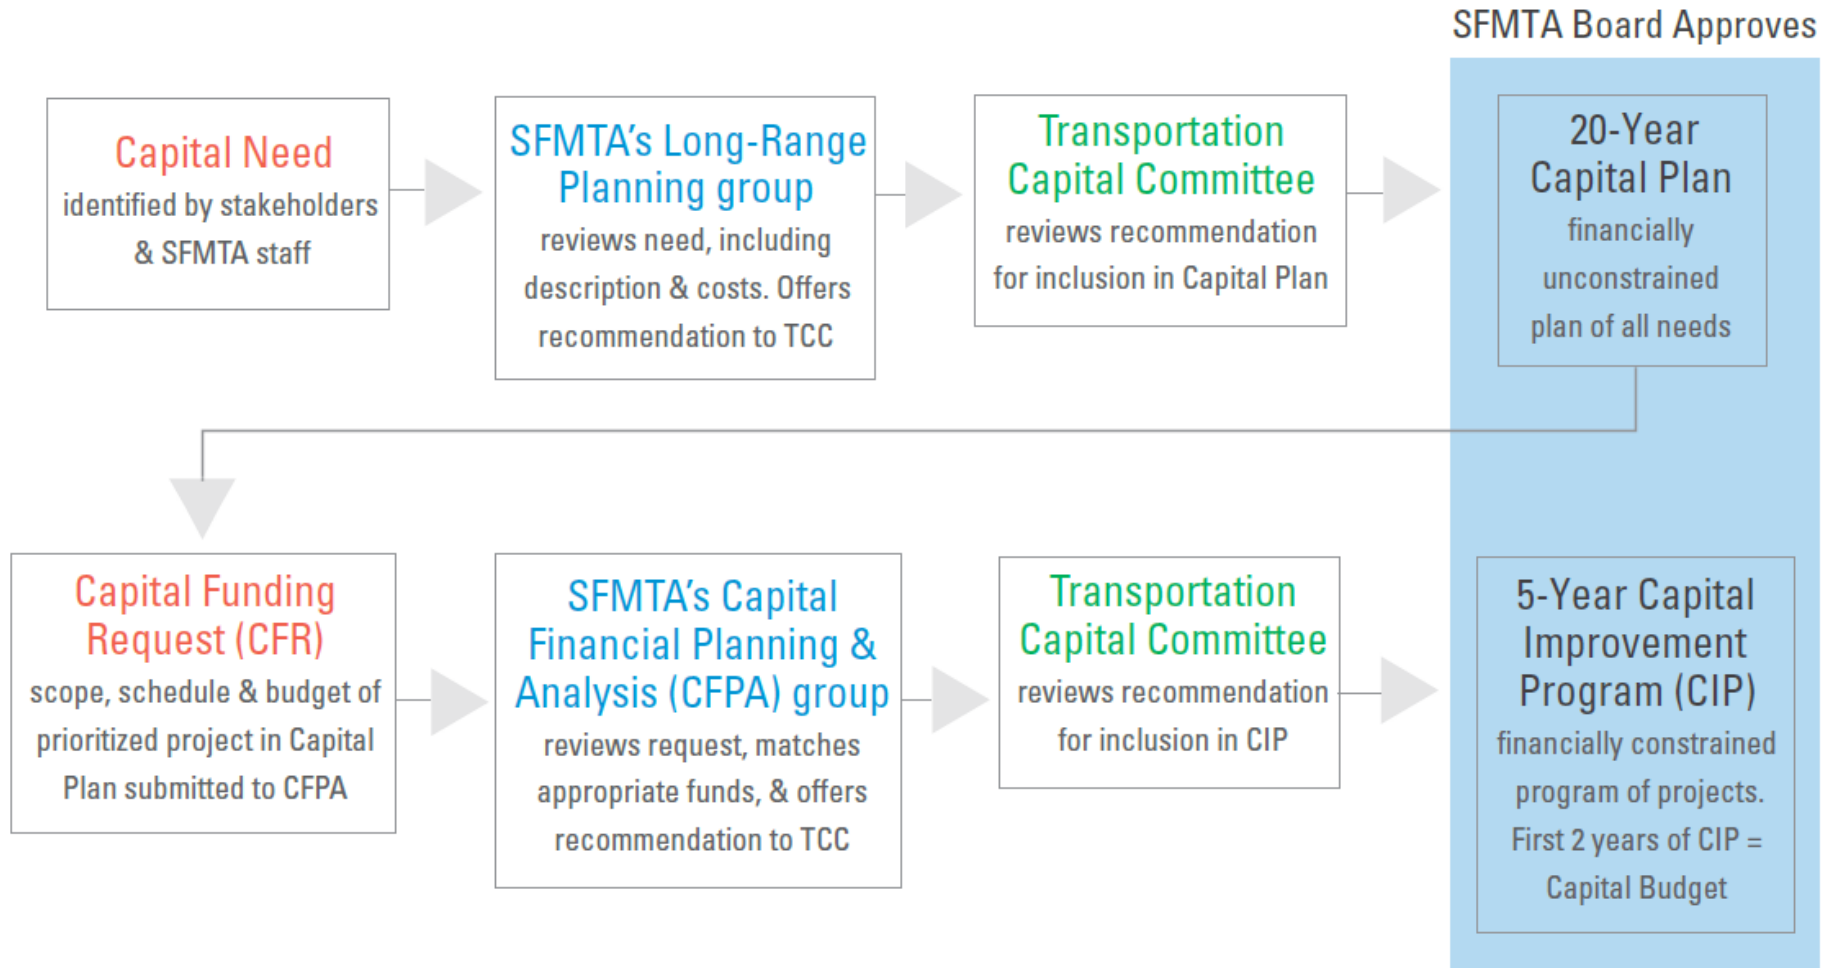 SFMTA Board Approves
Capital Need
identified by stakeholders
& SFMTA staff
SFMTA's Long-Range
Planning group
reviews need, including
description & costs. Offers
recommendation to TCC
Transportation
Capital Committee
reviews recommendation
for inclusion in Capital Plan
20-Year
Capital Plan
financially
unconstrained
plan of all needs
Capital Funding
Request (CFR)
scope, schedule & budget of
prioritized project in Capital
Plan submitted to CFPA
SFMTA's Capital
Financial Planning &
Analysis (CFPA) group
reviews request, matches
appropriate funds, & offers
recommendation to TCC
Transportation
Capital Committee
reviews recommendation
for inclusion in CIP
5-Year Capital
Improvement
Program (CIP)
financially constrained
program of projects.
First 2 years of CIP =
Capital Budget